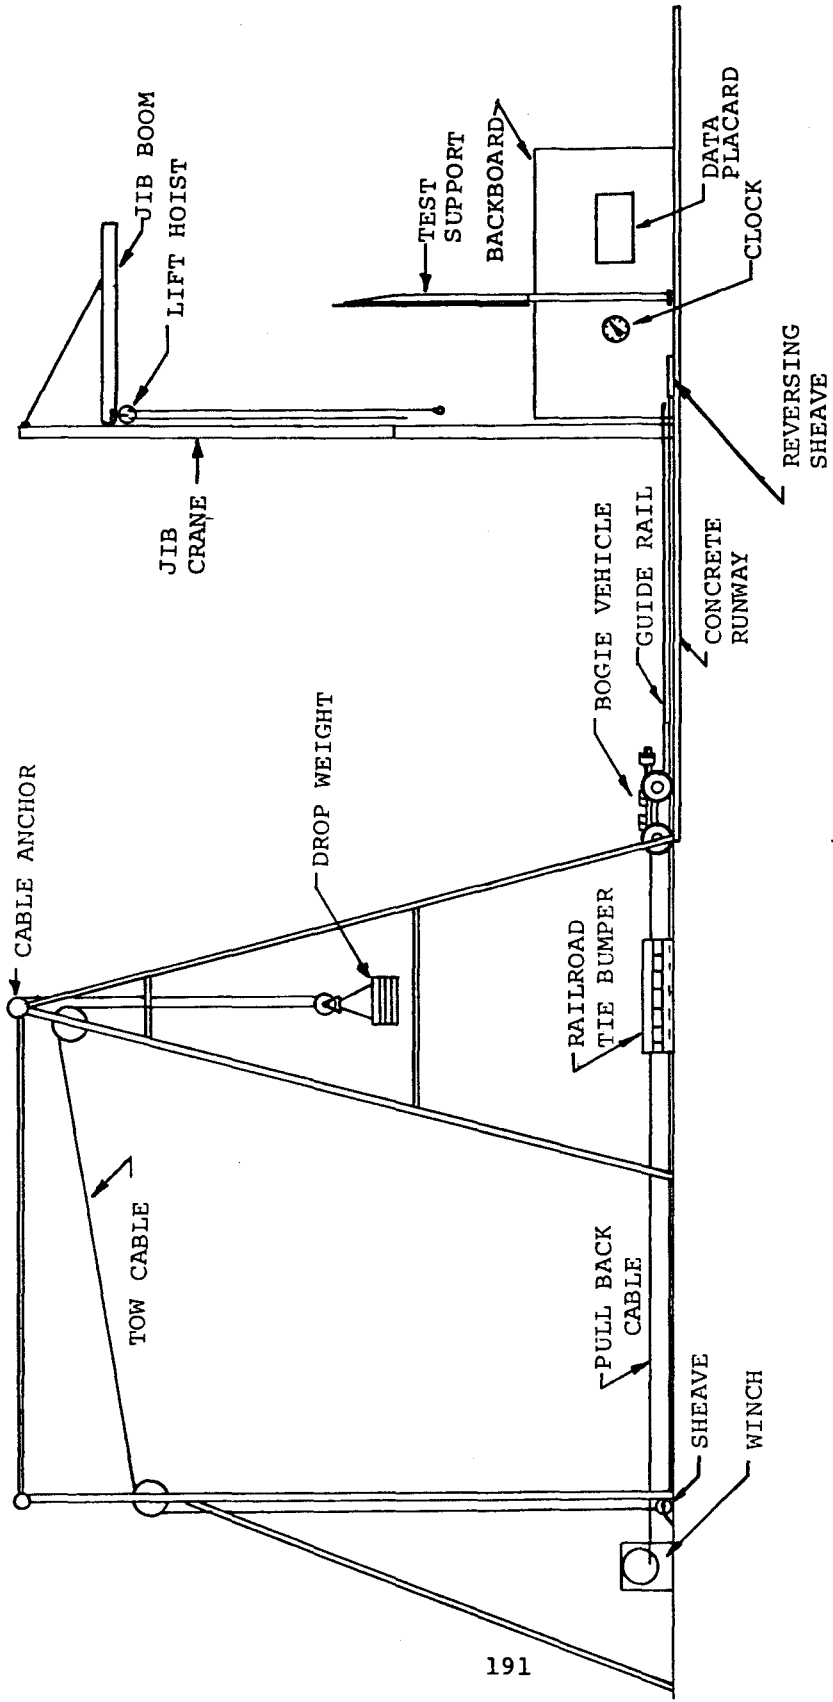 CABLE ANCHOR
JIB BOOM
LIFT HOIST
JIB
CRANE
TOW CABLE
DROP WEIGHT
TEST
SUPPORT
BACKBOARD
RAILROAD
TIE BUMPER
BOGIE VEHICLE
GUIDE RAIL
PULL BACK
CABLE
CONCRETE
RUNWAY
DATA
PLACARD
CLOCK
SHEAVE
WINCH
REVERSING
SHEAVE
191